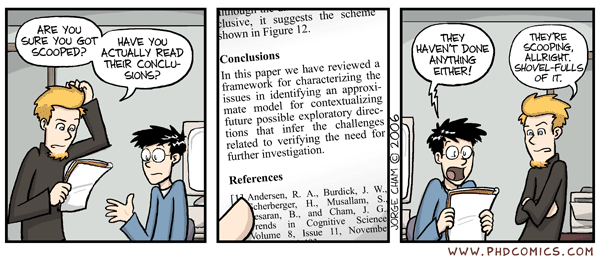 ARE YOU
SURE YOU GOT
SCOOPED?
HAVE YOU
ACTUALLY READ
THEIR CONCLU-
SIONS?
clusive, it suggests the scheme
shown in Figure 12.
Conclusions
In this paper we have reviewed a
framework for characterizing the
issues in identifying an approxi-
mate model for contextualizing
future possible exploratory direc-
tions that infer the challenges
related to verifying the need for
further investigation.
References
Andersen, R. A., Burdick, J. W.,
Scherberger, H., Musallam, S.,
Pesaran, B., and Cham, J. G.
Trends in Cognitive Science
Volume 8, Issue 11, Novembe
JORGE CHAM © 2006
THEY
HAVEN'T DONE
ANYTHING
EITHER!
THEY'RE
SCOOPING,
ALLRIGHT.
SHOVEL-FULLS
OF IT.
WWW.PHDCOMICS.COM